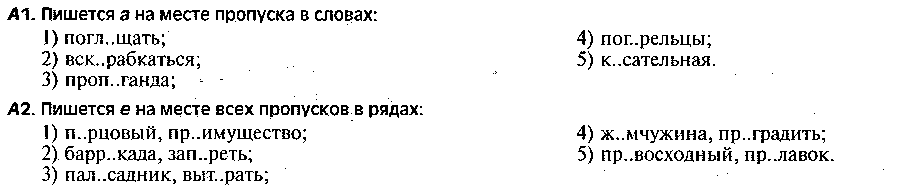 А1. Пишется а на месте пропуска в словах:
1) погл..щать;
2) вск..рабкаться;
3) проп..ганда;
4) пог..рельцы;
5) к..сательная.
А2. Пишется е на месте всех пропусков в рядах:
1) п..рцовый, пр..имущество;
2) барр..када, зап..реть;
3) пал..садник, выт..рать;
4) ж..мчужина, пр..градить;
5) пр..восходный, пр..лавок.